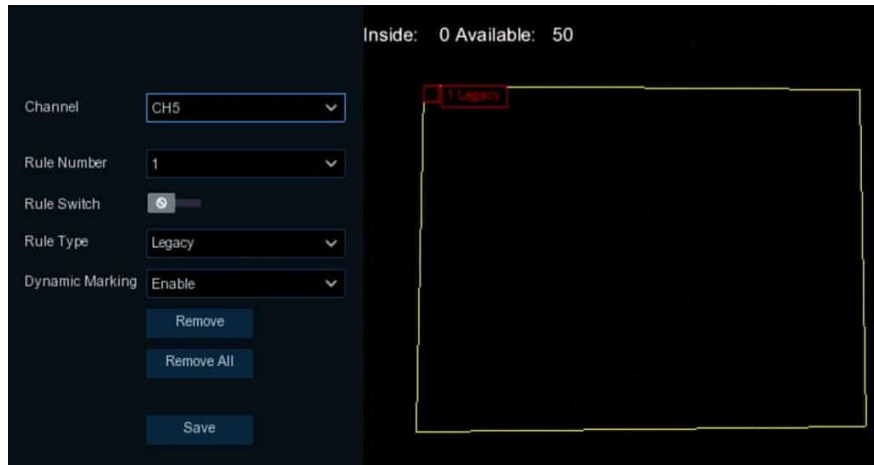 Inside: 0 Available: 50
1 Legacy
Channel CH5
Rule Number 1
Rule Switch
Rule Type Legacy
Dynamic Marking Enable
Remove
Remove All
Save